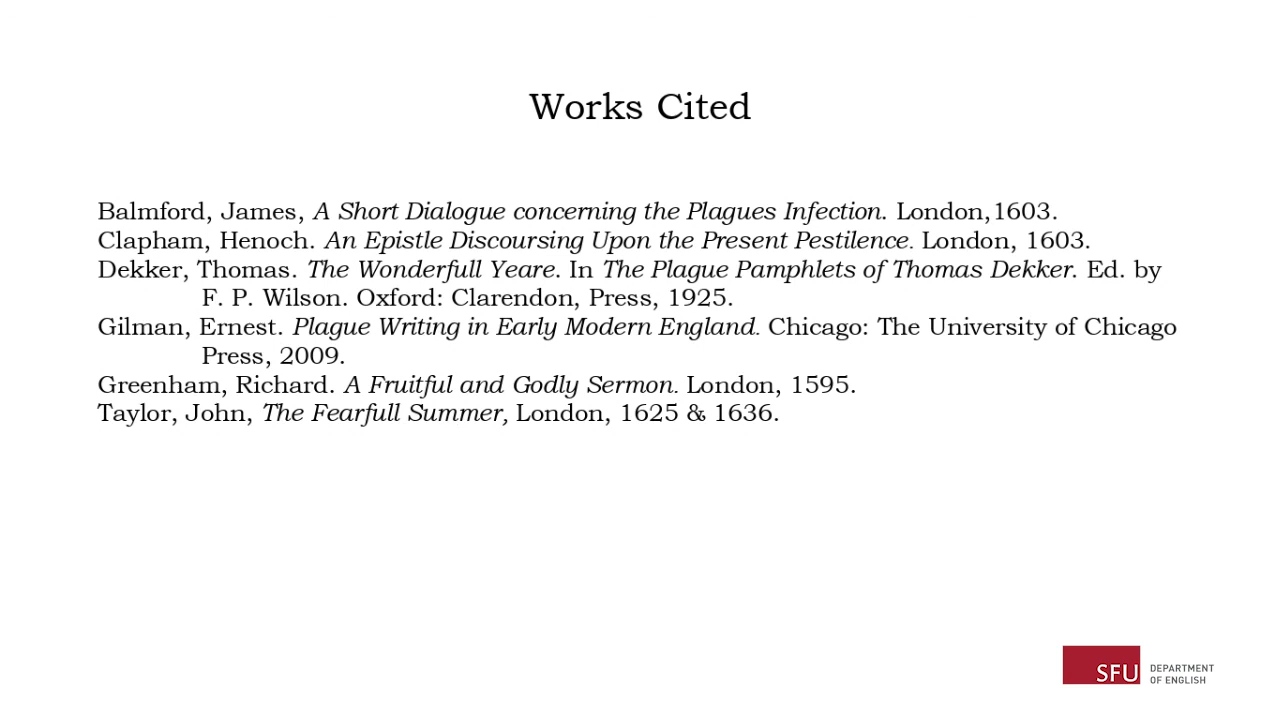 Works Cited
Balmford, James, A Short Dialogue concerning the Plagues Infection. London,1603.
Clapham, Henoch. An Epistle Discoursing Upon the Present Pestilence. London, 1603.
Dekker, Thomas. The Wonderfull Yeare. In The Plague Pamphlets of Thomas Dekker. Ed. by
F. P. Wilson. Oxford: Clarendon, Press, 1925.
Gilman, Ernest. Plague Writing in Early Modern England. Chicago: The University of Chicago
Press, 2009.
Greenham, Richard. A Fruitful and Godly Sermon. London, 1595.
Taylor, John, The Fearfull Summer, London, 1625 & 1636.
SFU
DEPARTMENT
OF ENGLISH